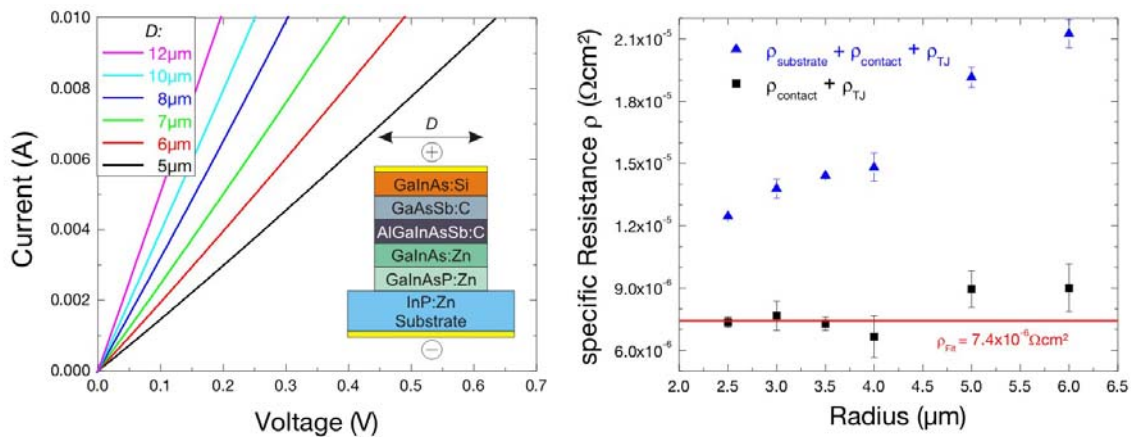 0.010
0.008
0.006
0.004
0.002
0.000
Current (A)
D:
12µm
10µm
8µm
7µm
6µm
5µm
D
+
GaInAs:Si
GaAsSb:C
AlGaInAsSb:C
GaInAs:Zn
GaInAsP:Zn
InP:Zn
Substrate
−
0.0 0.1 0.2 0.3 0.4 0.5 0.6 0.7
Voltage (V)
specific Resistance ρ (Ωcm²)
2.1x10⁻⁵
1.8x10⁻⁵
1.5x10⁻⁵
1.2x10⁻⁵
9.0x10⁻⁶
6.0x10⁻⁶
ρsubstrate + ρcontact + ρTJ
ρcontact + ρTJ
ρFit = 7.4x10⁻⁶Ωcm²
2.0 2.5 3.0 3.5 4.0 4.5 5.0 5.5 6.0 6.5
Radius (µm)